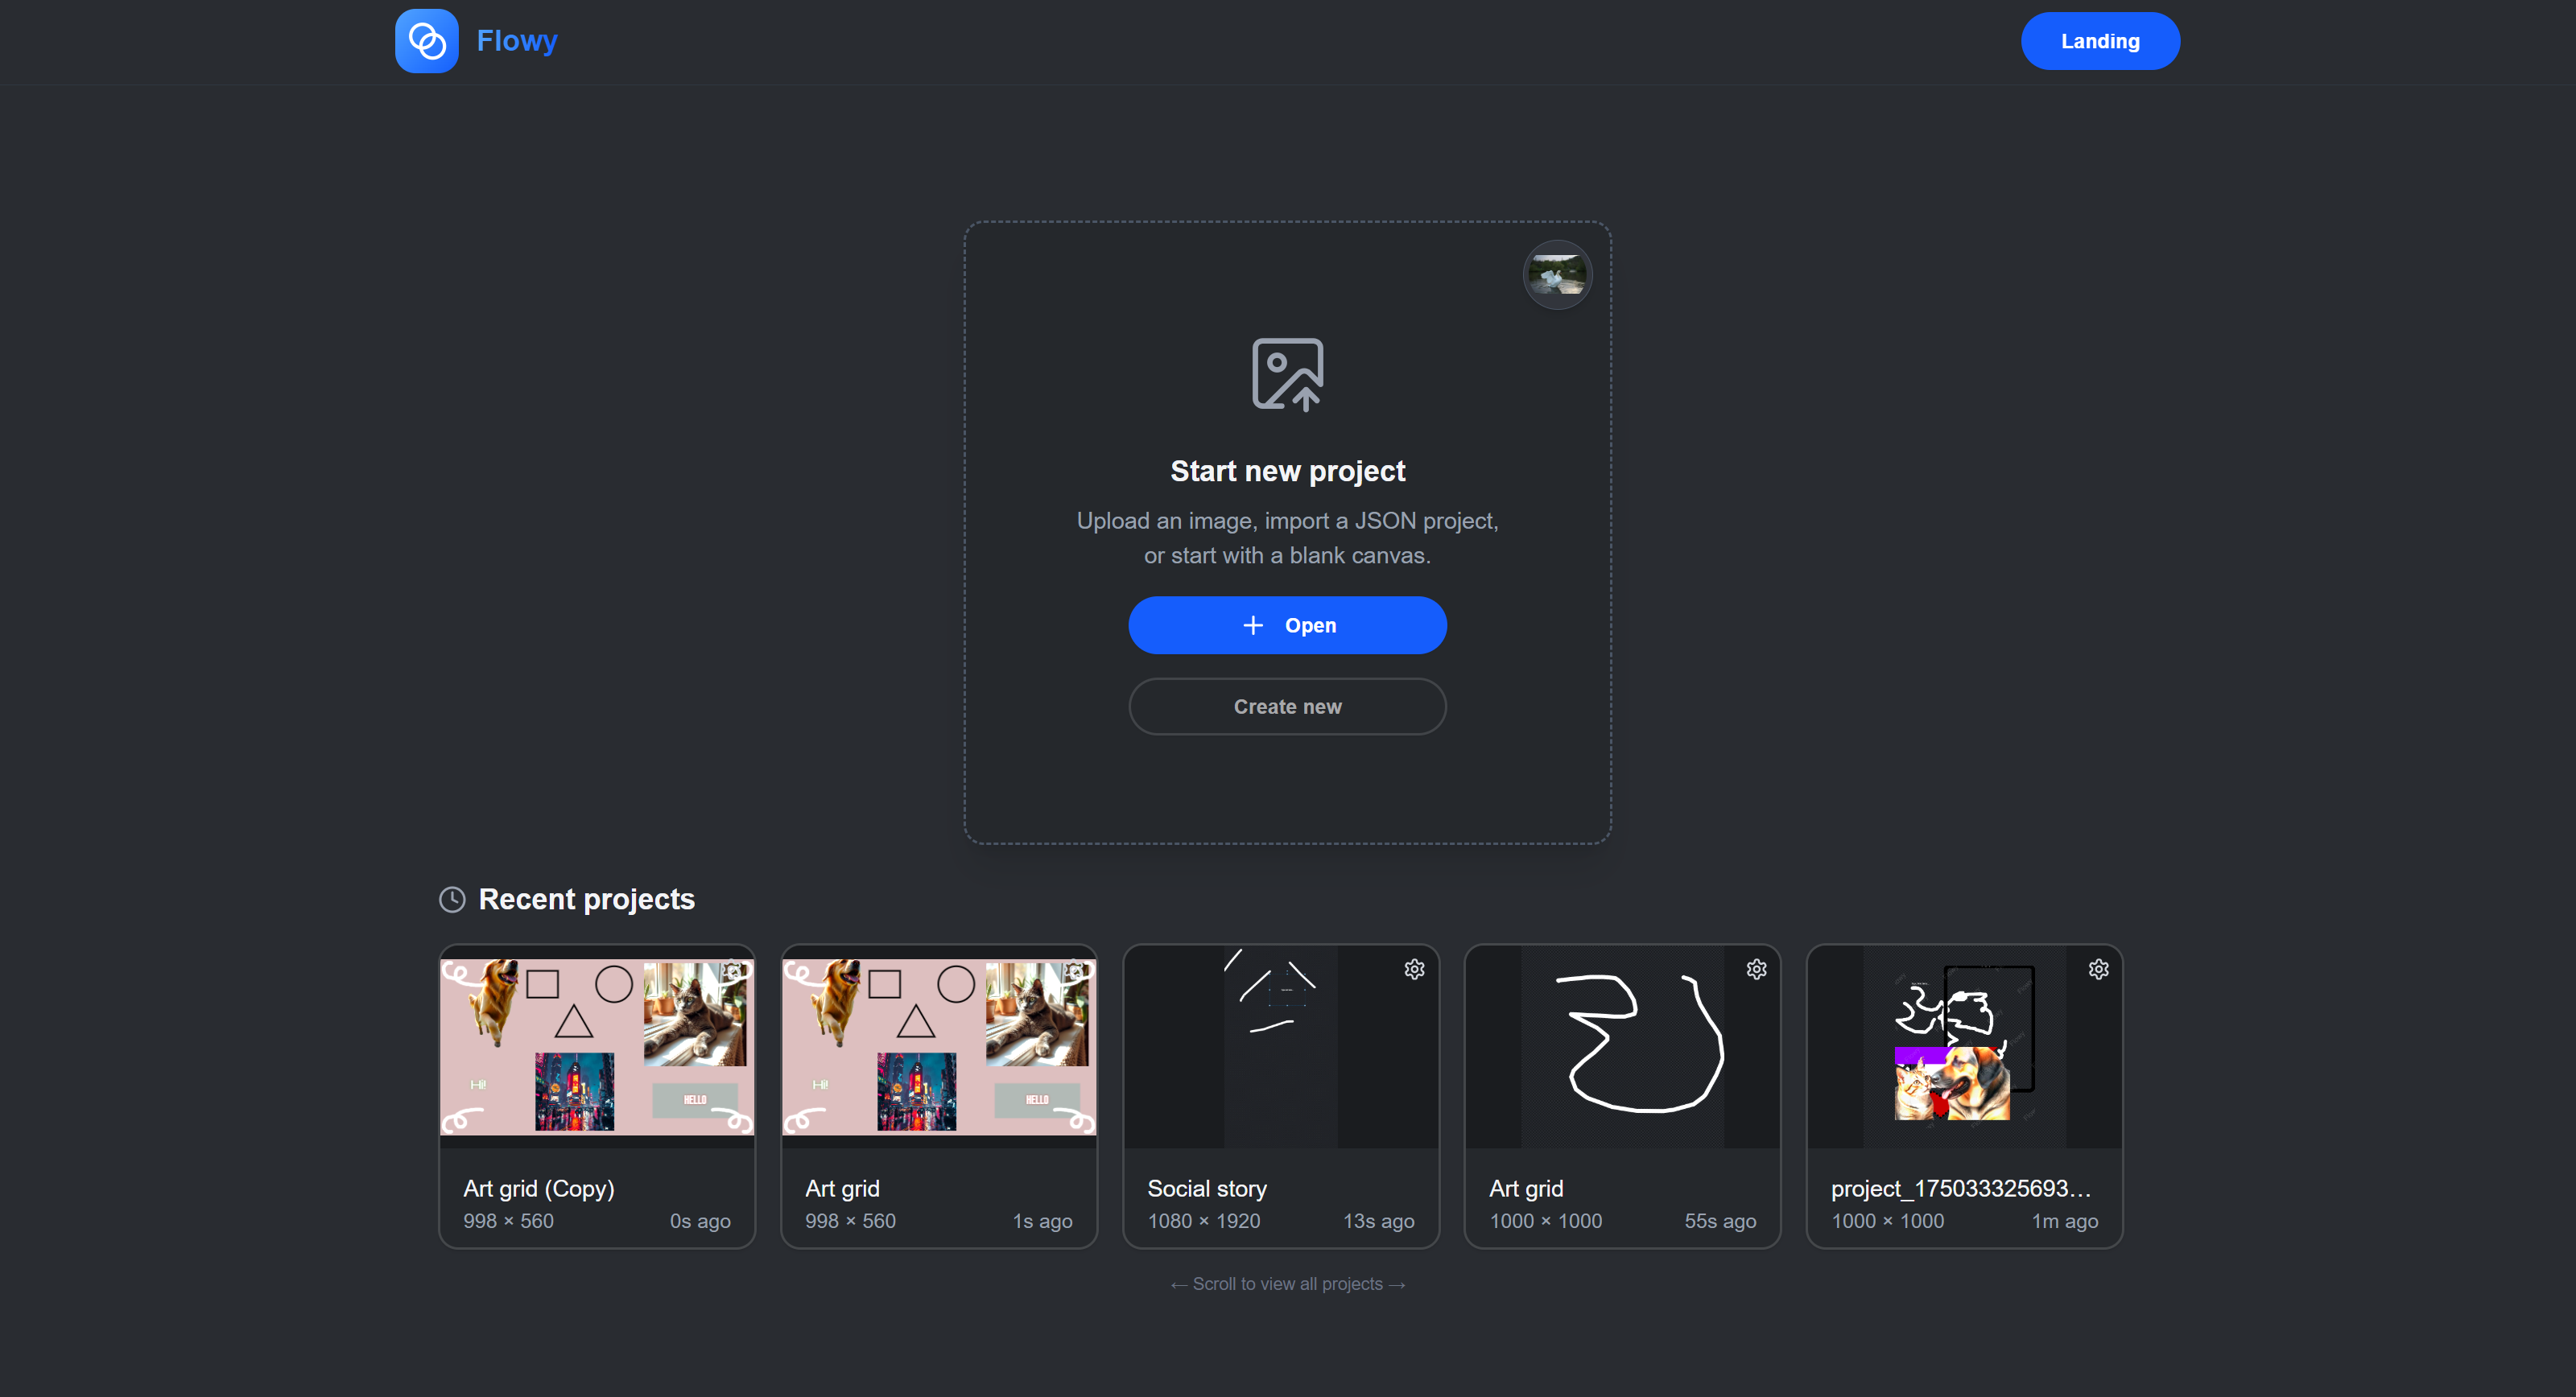 Flowy
Landing
Start new project
Upload an image, import a JSON project,
or start with a blank canvas.
Open
Create new
Recent projects
Hi!
HELLO
Hi!
HELLO
Art grid (Copy)
998 × 560
0s ago
Art grid
998 × 560
1s ago
Social story
1080 × 1920
13s ago
Art grid
1000 × 1000
55s ago
project_175033325693...
1000 × 1000
1m ago
← Scroll to view all projects →